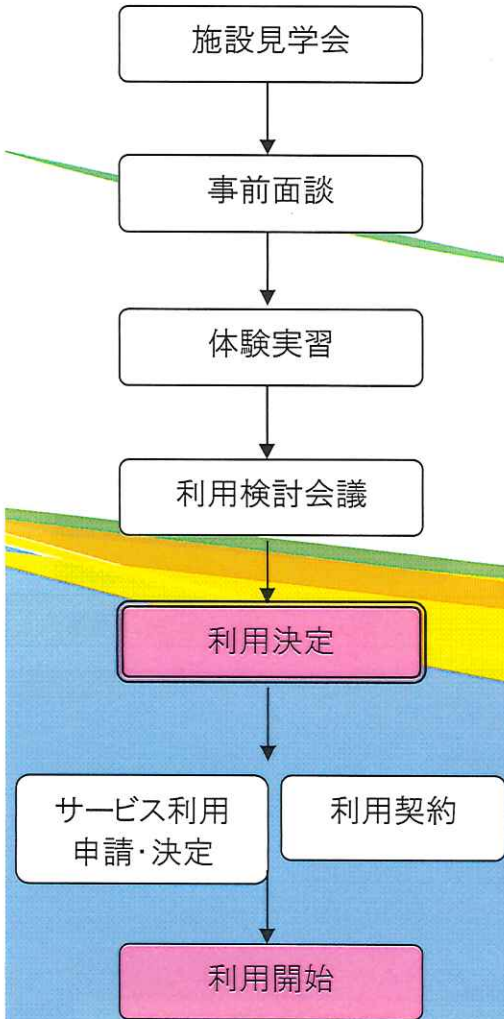 施設見学会
事前面談
体験実習
利用検討会議
利用決定
サービス利用
申請・決定
利用契約
利用開始